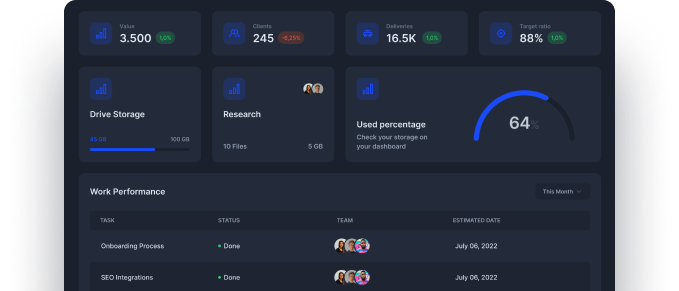 Value
3.500 1,0%
Clients
245 -6,25%
Deliveries
16.5K 1,0%
Target ratio
88% 1,0%
Drive Storage
45 GB 100 GB
Research
10 Files 5 GB
Used percentage
Check your storage on
your dashboard
64%
Work Performance
This Month
TASK STATUS TEAM ESTIMATED DATE
Onboarding Process Done July 06, 2022
SEO Integrations Done July 06, 2022